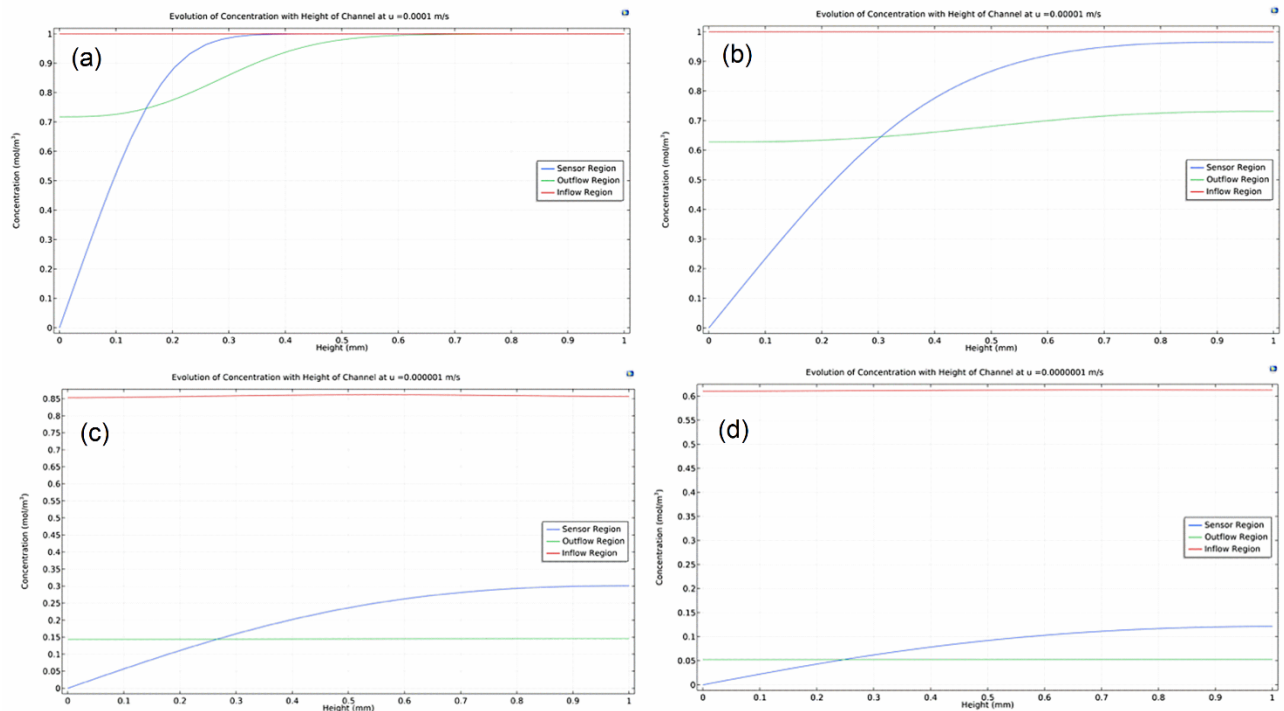 Evolution of Concentration with Height of Channel at u =0.0001 m/s
(a)
1
0.9
0.8
0.7
0.6
0.5
0.4
0.3
0.2
0.1
0
Concentration (mol/m³)
Sensor Region
Outflow Region
Inflow Region
0 0.1 0.2 0.3 0.4 0.5 0.6 0.7 0.8 0.9 1
Height (mm)
Evolution of Concentration with Height of Channel at u =0.00001 m/s
(b)
1
0.9
0.8
0.7
0.6
0.5
0.4
0.3
0.2
0.1
0
Concentration (mol/m³)
Sensor Region
Outflow Region
Inflow Region
0 0.1 0.2 0.3 0.4 0.5 0.6 0.7 0.8 0.9 1
Height (mm)
Evolution of Concentration with Height of Channel at u =0.000001 m/s
(c)
0.85
0.8
0.75
0.7
0.65
0.6
0.55
0.5
0.45
0.4
0.35
0.3
0.25
0.2
0.15
0.1
0.05
0
Concentration (mol/m³)
Sensor Region
Outflow Region
Inflow Region
0 0.1 0.2 0.3 0.4 0.5 0.6 0.7 0.8 0.9 1
Height (mm)
Evolution of Concentration with Height of Channel at u =0.0000001 m/s
(d)
0.6
0.55
0.5
0.45
0.4
0.35
0.3
0.25
0.2
0.15
0.1
0.05
0
Concentration (mol/m³)
Sensor Region
Outflow Region
Inflow Region
0 0.1 0.2 0.3 0.4 0.5 0.6 0.7 0.8 0.9 1
Height (mm)